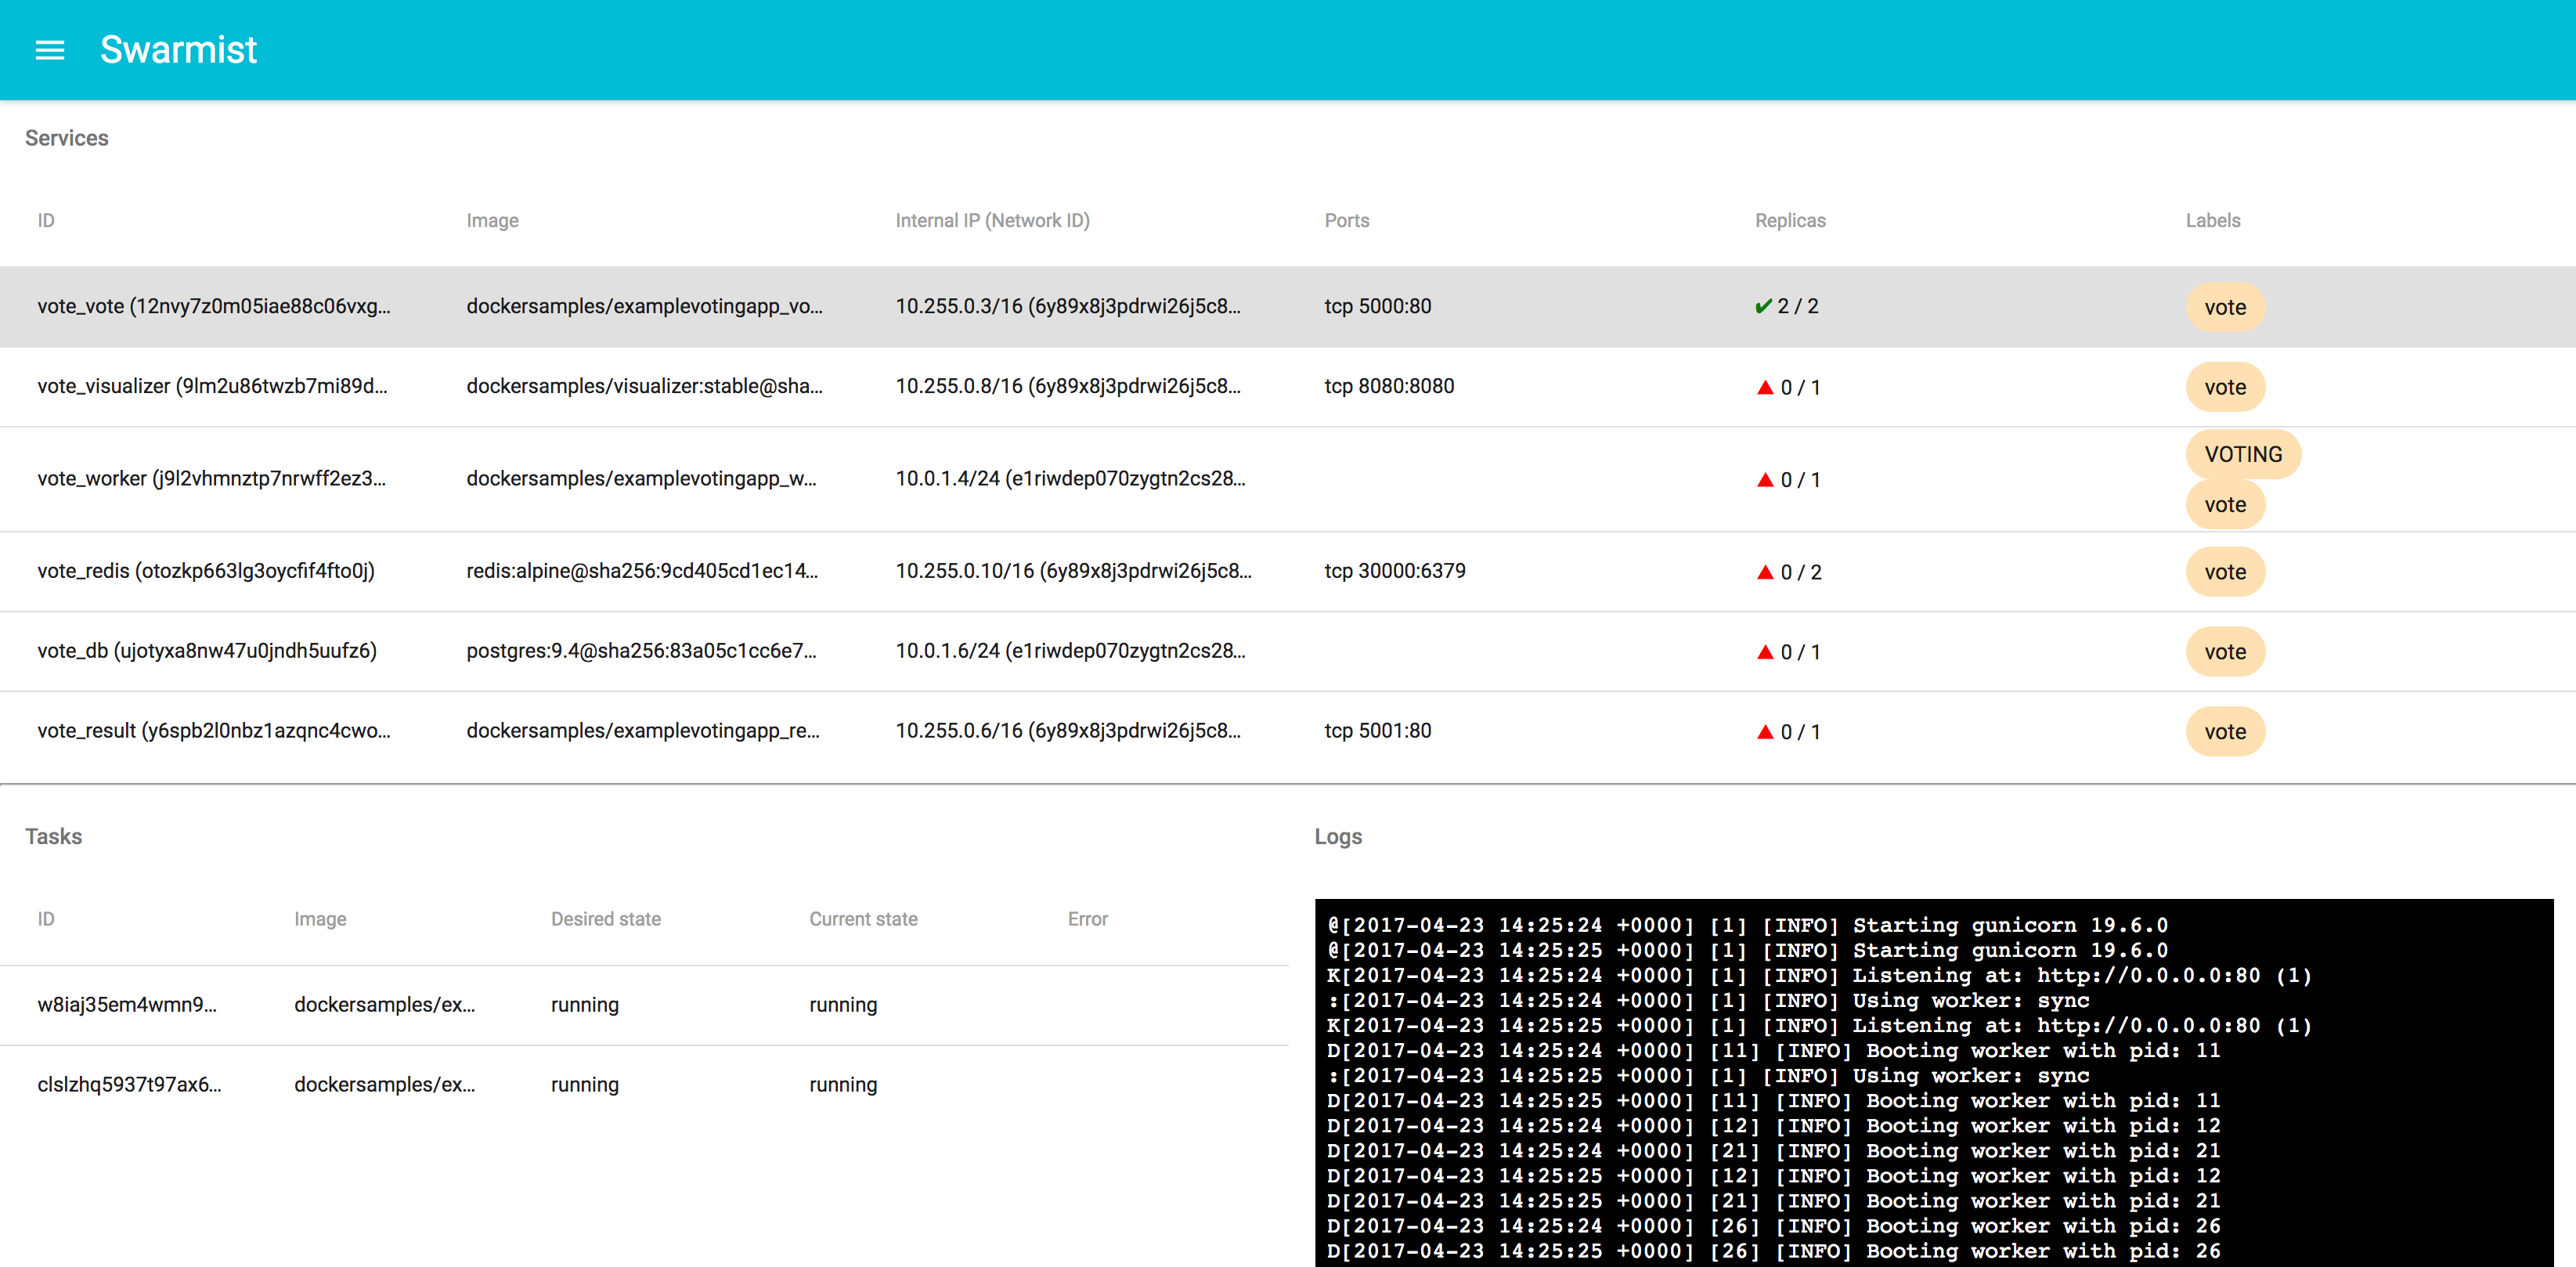 Swarmist
Services
ID Image Internal IP (Network ID) Ports Replicas Labels
vote_vote (12nvy7z0m05iae88c06vxg... dockersamples/examplevotingapp_vo... 10.255.0.3/16 (6y89x8j3pdrwi26j5c8... tcp 5000:80 ✔ 2 / 2 vote
vote_visualizer (9lm2u86twzb7mi89d... dockersamples/visualizer:stable@sha... 10.255.0.8/16 (6y89x8j3pdrwi26j5c8... tcp 8080:8080 ▲ 0 / 1 vote
vote_worker (j9l2vhmnztp7nrwff2ez3... dockersamples/examplevotingapp_w... 10.0.1.4/24 (e1riwdep070zygtn2cs28... ▲ 0 / 1 VOTING
vote
vote_redis (otozkp663lg3oycfif4fto0j) redis:alpine@sha256:9cd405cd1ec14... 10.255.0.10/16 (6y89x8j3pdrwi26j5c8... tcp 30000:6379 ▲ 0 / 2 vote
vote_db (ujotyxa8nw47u0jndh5uufz6) postgres:9.4@sha256:83a05c1cc6e7... 10.0.1.6/24 (e1riwdep070zygtn2cs28... ▲ 0 / 1 vote
vote_result (y6spb2l0nbz1azqnc4cwo... dockersamples/examplevotingapp_re... 10.255.0.6/16 (6y89x8j3pdrwi26j5c8... tcp 5001:80 ▲ 0 / 1 vote
Tasks
ID Image Desired state Current state Error
w8iaj35em4wmn9... dockersamples/ex... running running
clslzhq5937t97ax6... dockersamples/ex... running running
Logs
@[2017-04-23 14:25:24 +0000] [1] [INFO] Starting gunicorn 19.6.0
@[2017-04-23 14:25:25 +0000] [1] [INFO] Starting gunicorn 19.6.0
K[2017-04-23 14:25:24 +0000] [1] [INFO] Listening at: http://0.0.0.0:80 (1)
:[2017-04-23 14:25:24 +0000] [1] [INFO] Using worker: sync
K[2017-04-23 14:25:25 +0000] [1] [INFO] Listening at: http://0.0.0.0:80 (1)
D[2017-04-23 14:25:24 +0000] [11] [INFO] Booting worker with pid: 11
:[2017-04-23 14:25:25 +0000] [1] [INFO] Using worker: sync
D[2017-04-23 14:25:25 +0000] [11] [INFO] Booting worker with pid: 11
D[2017-04-23 14:25:24 +0000] [12] [INFO] Booting worker with pid: 12
D[2017-04-23 14:25:24 +0000] [21] [INFO] Booting worker with pid: 21
D[2017-04-23 14:25:25 +0000] [12] [INFO] Booting worker with pid: 12
D[2017-04-23 14:25:25 +0000] [21] [INFO] Booting worker with pid: 21
D[2017-04-23 14:25:24 +0000] [26] [INFO] Booting worker with pid: 26
D[2017-04-23 14:25:25 +0000] [26] [INFO] Booting worker with pid: 26